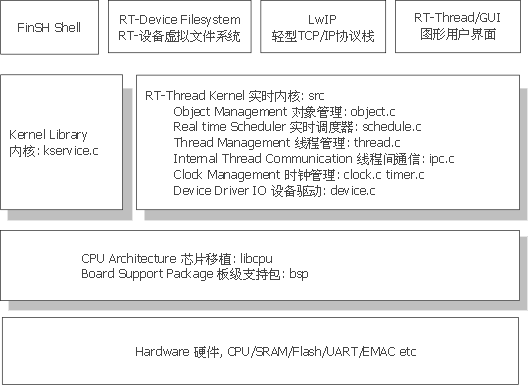 FinSH Shell
RT-Device Filesystem
RT-设备虚拟文件系统
LwIP
轻型TCP/IP协议栈
RT-Thread/GUI
图形用户界面
Kernel Library
内核: kservice.c
RT-Thread Kernel 实时内核: src
Object Management 对象管理: object.c
Real time Scheduler 实时调度器: schedule.c
Thread Management 线程管理: thread.c
Internal Thread Communication 线程间通信: ipc.c
Clock Management 时钟管理: clock.c timer.c
Device Driver IO 设备驱动: device.c
CPU Architecture 芯片移植: libcpu
Board Support Package 板级支持包: bsp
Hardware 硬件, CPU/SRAM/Flash/UART/EMAC etc